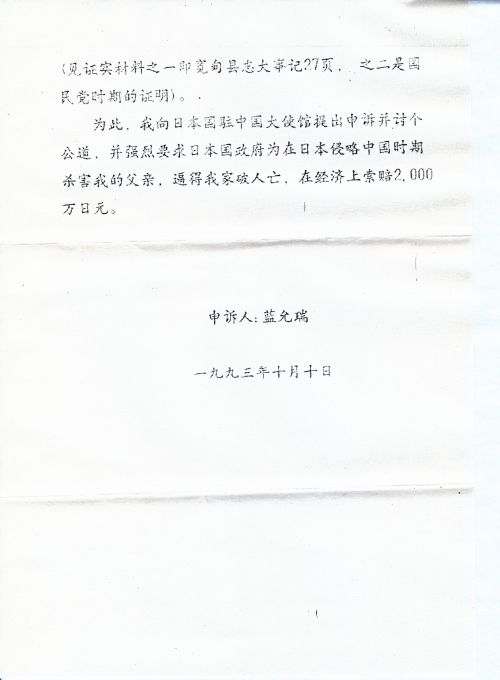 (见证实材料之一即宽甸县志大事记27页, 之二是国
民党时期的证明)。
为此,我向日本国驻中国大使馆提出申诉并讨个
公道,并强烈要求日本国政府为在日本侵略中国时期
杀害我的父亲,逼得我家破人亡,在经济上索赔2,000
万日元。
申诉人:蓝允瑞
一九九三年十月十日